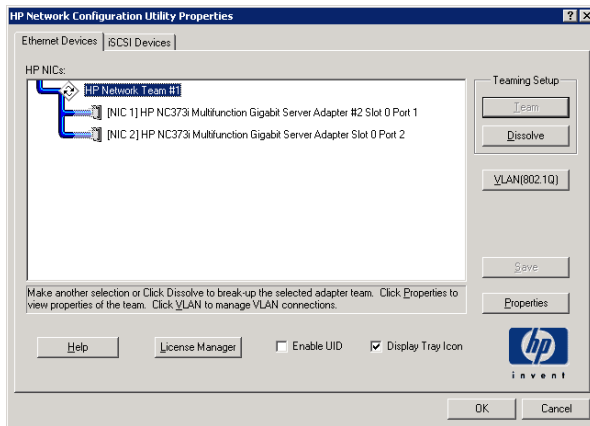 HP Network Configuration Utility Properties
Ethernet Devices
iSCSI Devices
HP NICs:
HP Network Team #1
[NIC 1] HP NC373i Multifunction Gigabit Server Adapter #2 Slot 0 Port 1
[NIC 2] HP NC373i Multifunction Gigabit Server Adapter Slot 0 Port 2
Teaming Setup
Team
Dissolve
VLAN(802.1Q)
Save
Make another selection or Click Dissolve to break-up the selected adapter team. Click Properties to
view properties of the team. Click VLAN to manage VLAN connections.
Properties
Help
License Manager
Enable UID
Display Tray Icon
hp
invent
OK
Cancel